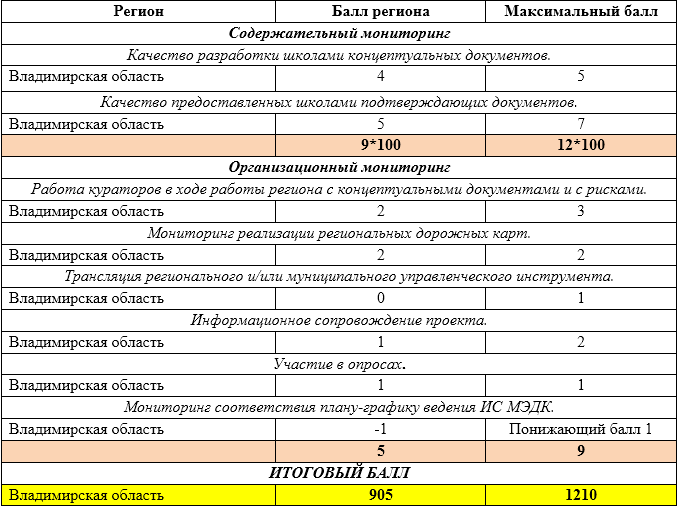 Регион Балл региона Максимальный балл
Содержательный мониторинг
Качество разработки школами концептуальных документов.
Владимирская область 4 5
Качество предоставленных школами подтверждающих документов.
Владимирская область 5 7
9*100 12*100
Организационный мониторинг
Работа кураторов в ходе работы региона с концептуальными документами и с рисками.
Владимирская область 2 3
Мониторинг реализации региональных дорожных карт.
Владимирская область 2 2
Трансляция регионального и/или муниципального управленческого инструмента.
Владимирская область 0 1
Информационное сопровождение проекта.
Владимирская область 1 2
Участие в опросах.
Владимирская область 1 1
Мониторинг соответствия плану-графику ведения ИС МЭДК.
Владимирская область -1 Понижающий балл 1
5 9
ИТОГОВЫЙ БАЛЛ
Владимирская область 905 1210